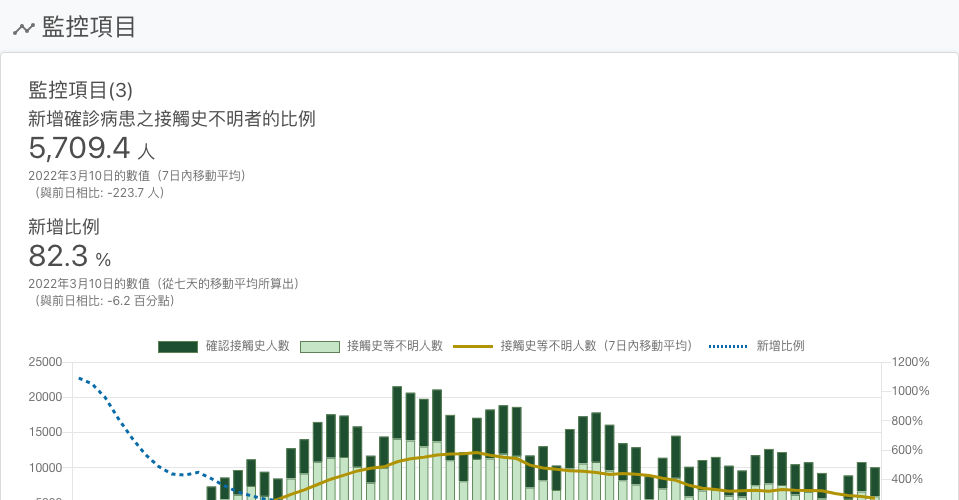 監控項目
監控項目(3)
新增確診病患之接觸史不明者的比例
5,709.4 人
2022年3月10日的數值（7日內移動平均）
（與前日相比: -223.7 人）
新增比例
82.3 %
2022年3月10日的數值（從七天的移動平均所算出）
（與前日相比: -6.2 百分點）
確認接觸史人數 接觸史等不明人數 接觸史等不明人數（7日內移動平均） 新增比例
25000 1200%
20000 1000%
15000 800%
10000 600%
400%